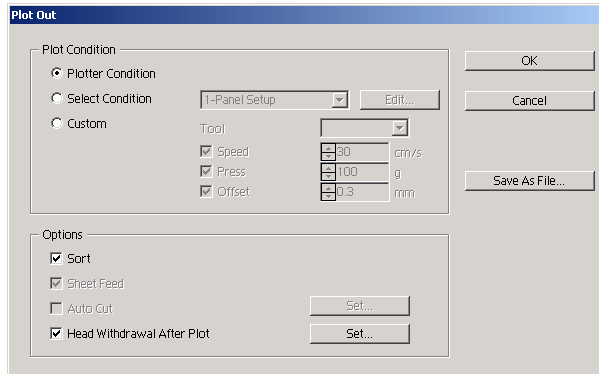 Plot Out
Plot Condition
Plotter Condition
OK
Select Condition
1-Panel Setup
Edit...
Cancel
Custom
Tool
Speed
30
cm/s
Press
100
g
Save As File...
Offset
0.3
mm
Options
Sort
Sheet Feed
Auto Cut
Set...
Head Withdrawal After Plot
Set...